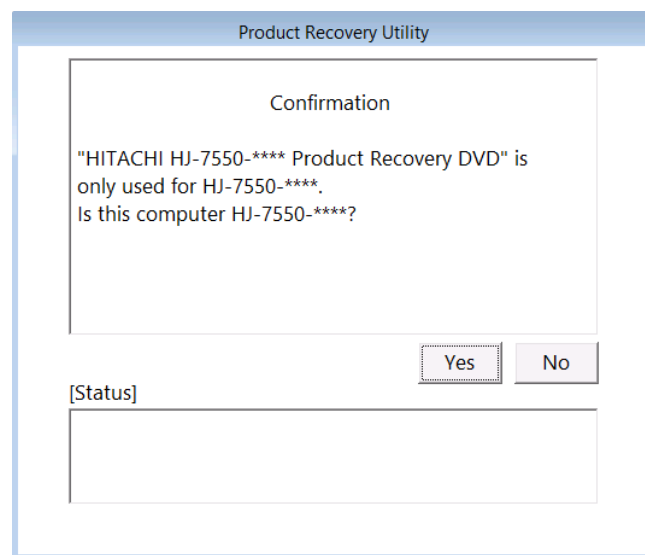 Product Recovery Utility
Confirmation
"HITACHI HJ-7550-**** Product Recovery DVD" is
only used for HJ-7550-****.
Is this computer HJ-7550-****?
Yes No
[Status]